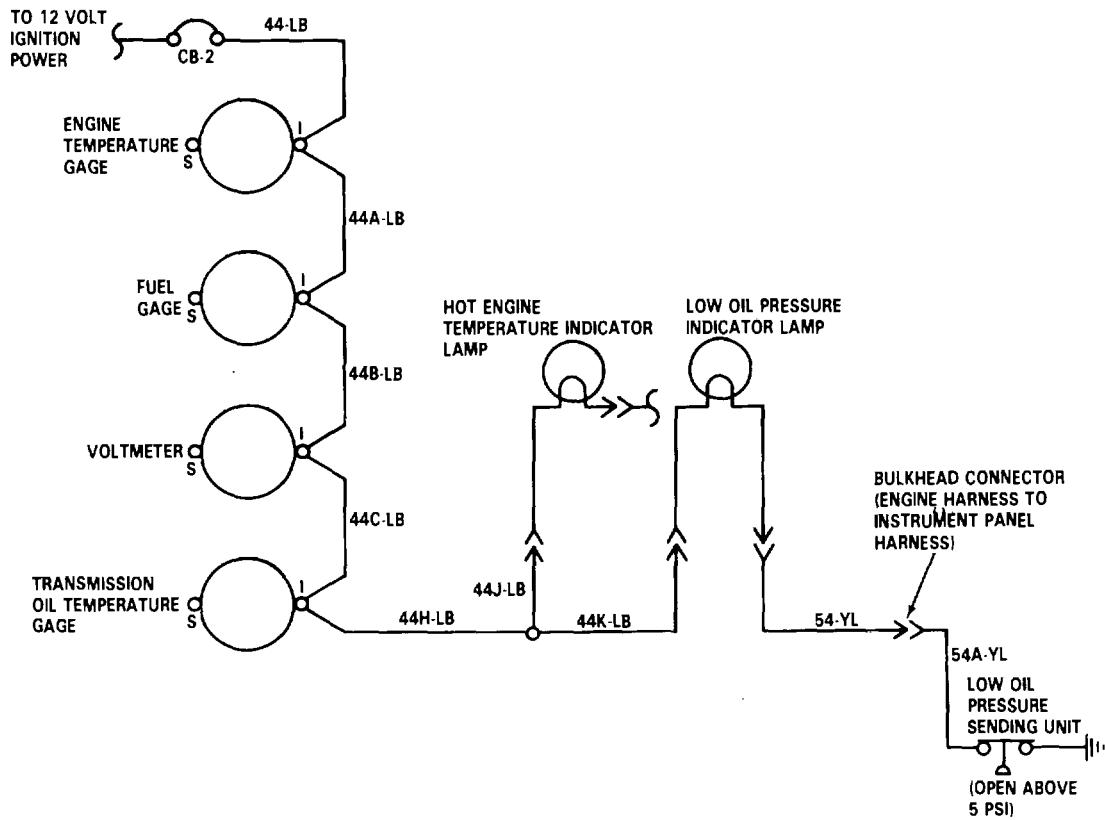 TO 12 VOLT
IGNITION
POWER
44-LB
CB-2
ENGINE
TEMPERATURE
GAGE
S
I
44A-LB
FUEL
GAGE
S
I
44B-LB
VOLTMETER
S
I
44C-LB
TRANSMISSION
OIL TEMPERATURE
GAGE
S
I
44H-LB
HOT ENGINE
TEMPERATURE INDICATOR
LAMP
44J-LB
LOW OIL PRESSURE
INDICATOR LAMP
44K-LB
54-YL
BULKHEAD CONNECTOR
(ENGINE HARNESS TO
INSTRUMENT PANEL
HARNESS)
54A-YL
LOW OIL
PRESSURE
SENDING UNIT
(OPEN ABOVE
5 PSI)